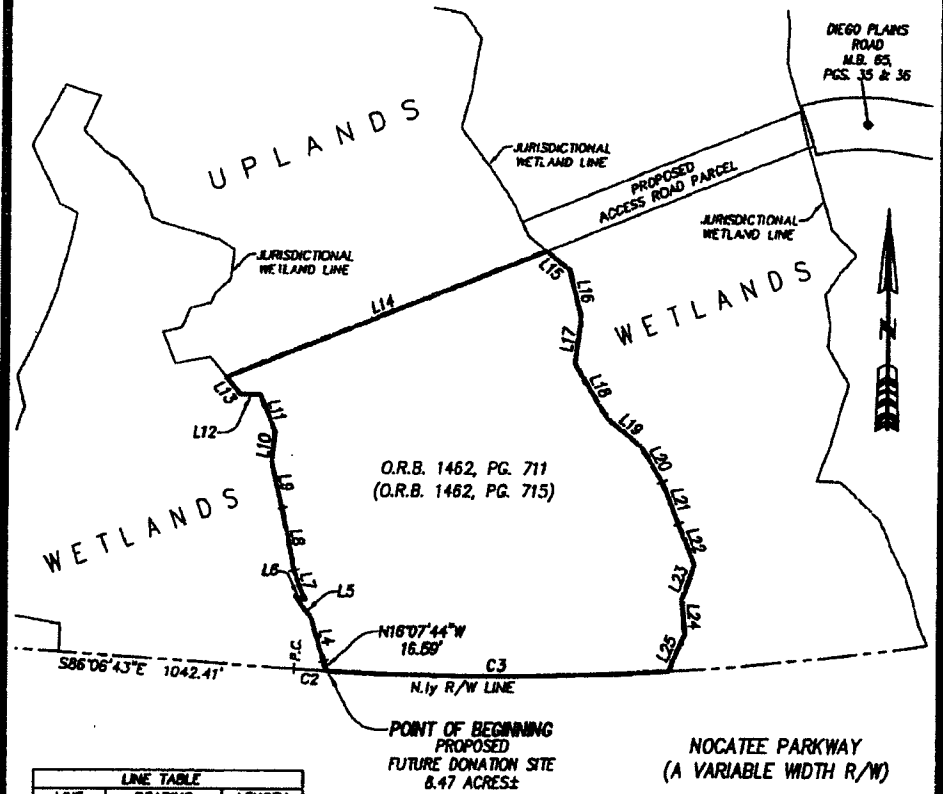 DIEGO PLAINS
ROAD
M.B. 65,
PGS. 35 & 36
UPLANDS
JURISDICTIONAL
WETLAND LINE
PROPOSED
ACCESS ROAD PARCEL
JURISDICTIONAL
WETLAND LINE
JURISDICTIONAL
WETLAND LINE
L15
L14
L16
WETLANDS
N
L17
L13
L18
L12
L11
L10
L19
O.R.B. 1462, PG. 711
(O.R.B. 1462, PG. 715)
L20
L9
L21
WETLANDS
L8
L22
L6
L7
L5
L23
L24
L4
N16°07'44"W
16.69'
L25
P.C.
S86°06'43"E 1042.41'
C2
C3
N.ly R/W LINE
POINT OF BEGINNING
PROPOSED
FUTURE DONATION SITE
8.47 ACRES±
NOCATEE PARKWAY
(A VARIABLE WIDTH R/W)
LINE TABLE
LINE BEARING LENGTH